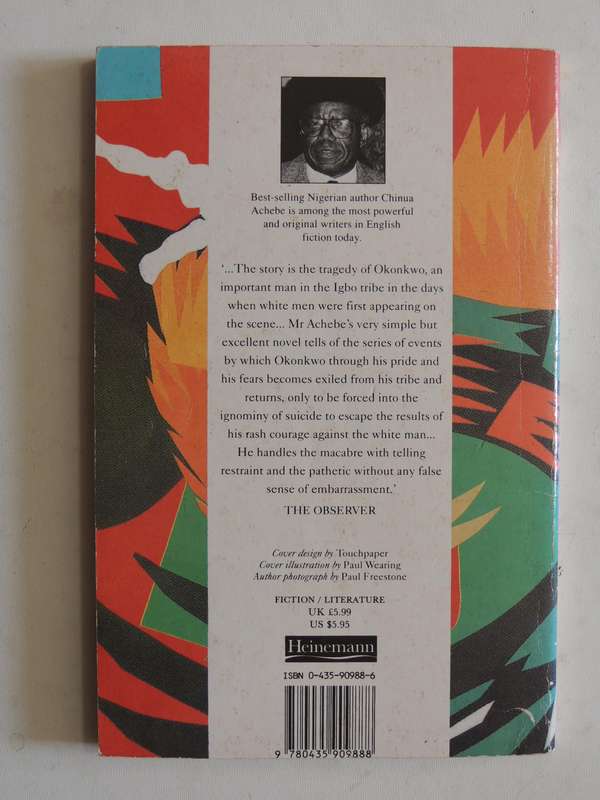 Best-selling Nigerian author Chinua
Achebe is among the most powerful
and original writers in English
fiction today.
‘...The story is the tragedy of Okonkwo, an
important man in the Igbo tribe in the days
when white men were first appearing on
the scene... Mr Achebe’s very simple but
excellent novel tells of the series of events
by which Okonkwo through his pride and
his fears becomes exiled from his tribe and
returns, only to be forced into the
ignominy of suicide to escape the results of
his rash courage against the white man...
He handles the macabre with telling
restraint and the pathetic without any false
sense of embarrassment.’
THE OBSERVER
Cover design by Touchpaper
Cover illustration by Paul Wearing
Author photograph by Paul Freestone
FICTION / LITERATURE
UK £5.99
US $5.95
Heinemann
ISBN 0-435-90988-6
9 780435 909888